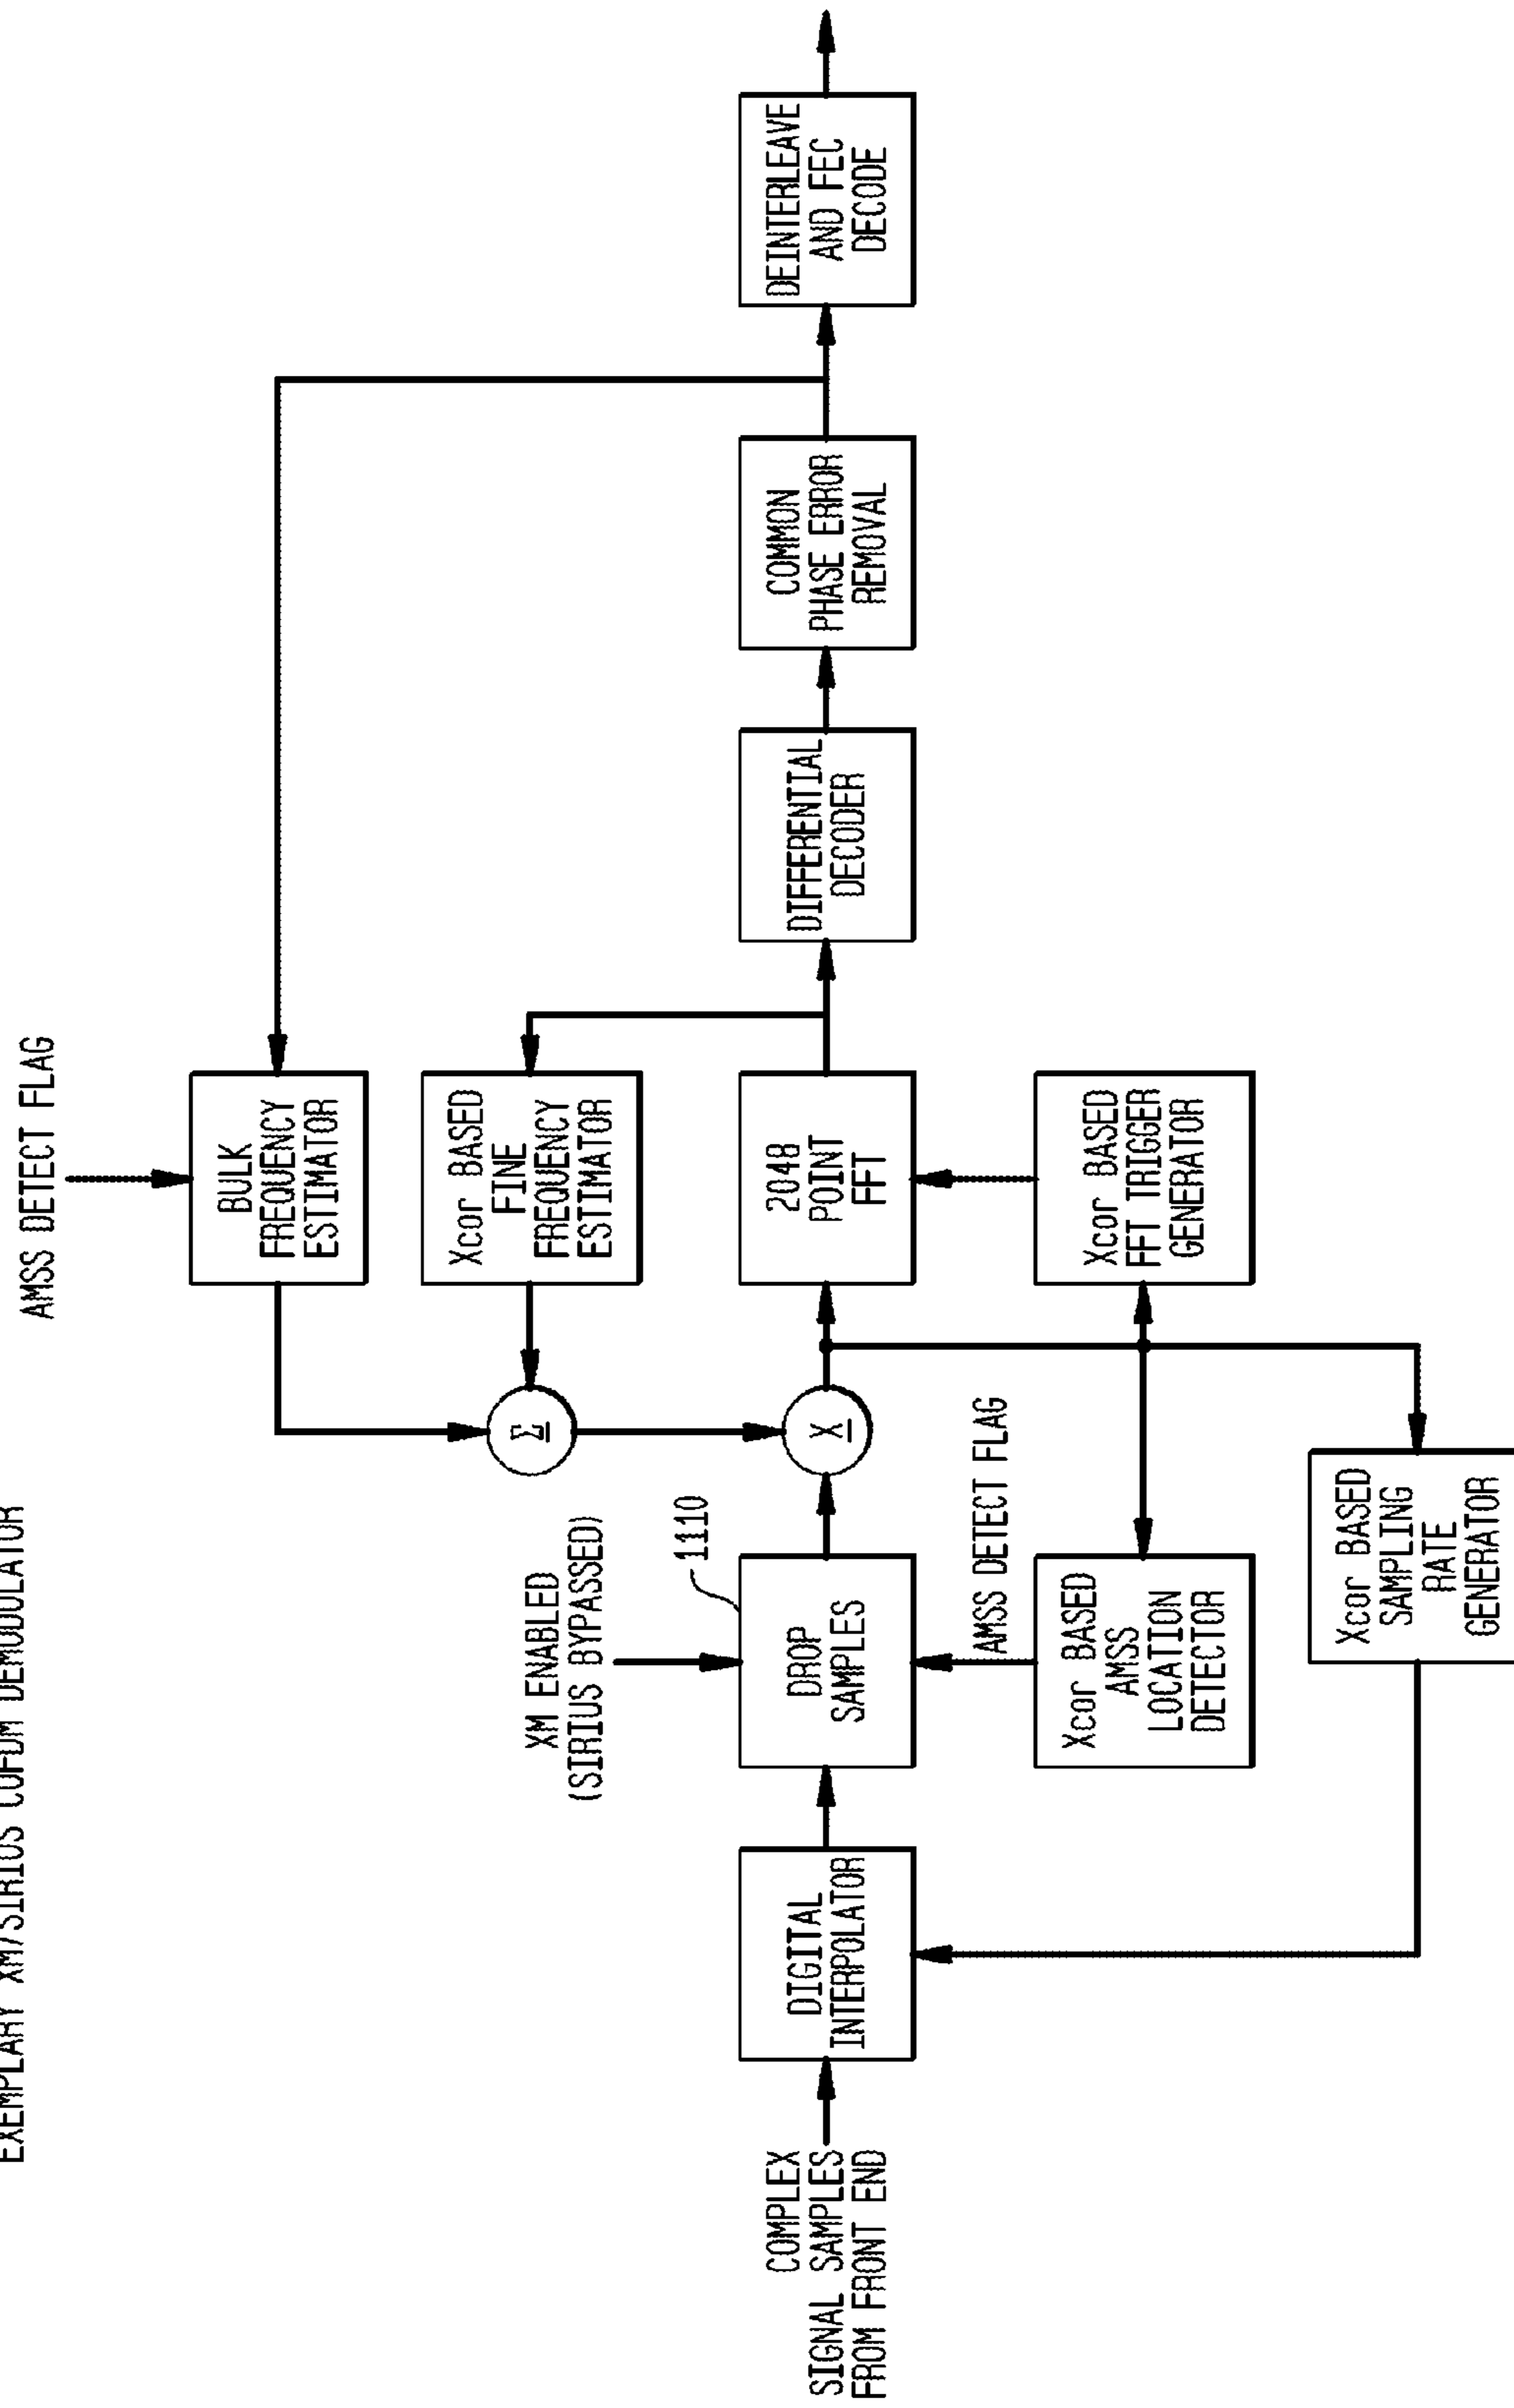 EXEMPLARY XM/SIRIUS COFDM DEMODULATOR
AMSS DETECT FLAG
BULK
FREQUENCY
ESTIMATOR
Xcor BASED
FINE
FREQUENCY
ESTIMATOR
Σ
XM ENABLED
(SIRIUS BYPASSED)
1110
COMPLEX
SIGNAL SAMPLES
FROM FRONT END
DIGITAL
INTERPOLATOR
DROP
SAMPLES
X
2048
POINT
FFT
DIFFERENTIAL
DECODER
COMMON
PHASE ERROR
REMOVAL
DEINTERLEAVE
AND FEC
DECODE
AMSS DETECT FLAG
Xcor BASED
AMSS
LOCATION
DETECTOR
Xcor BASED
FFT TRIGGER
GENERATOR
Xcor BASED
SAMPLING
RATE
GENERATOR